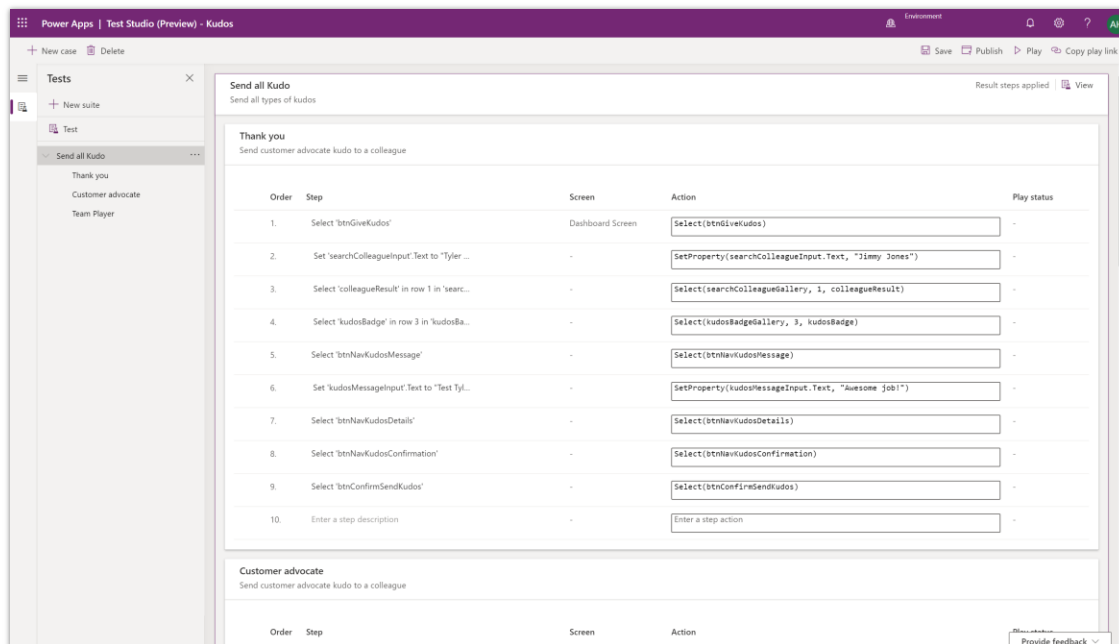 Power Apps | Test Studio (Preview) - Kudos
Environment
?
AH
New case Delete
Save Publish Play Copy play link
Tests
New suite
Test
Send all Kudo ...
Thank you
Customer advocate
Team Player
Send all Kudo
Send all types of kudos
Result steps applied View
Thank you
Send customer advocate kudo to a colleague
Order Step Screen Action Play status
1. Select 'btnGiveKudos' Dashboard Screen Select(btnGiveKudos) -
2. Set 'searchColleagueInput'.Text to "Tyler ... - SetProperty(searchColleagueInput.Text, "Jimmy Jones") -
3. Select 'colleagueResult' in row 1 in 'searc... - Select(searchColleagueGallery, 1, colleagueResult) -
4. Select 'kudosBadge' in row 3 in 'kudosBa... - Select(kudosBadgeGallery, 3, kudosBadge) -
5. Select 'btnNavKudosMessage' - Select(btnNavKudosMessage) -
6. Set 'kudosMessageInput'.Text to "Test Tyl... - SetProperty(kudosMessageInput.Text, "Awesome job!") -
7. Select 'btnNavKudosDetails' - Select(btnNavKudosDetails) -
8. Select 'btnNavKudosConfirmation' - Select(btnNavKudosConfirmation) -
9. Select 'btnConfirmSendKudos' - Select(btnConfirmSendKudos) -
10. Enter a step description - Enter a step action -
Customer advocate
Send customer advocate kudo to a colleague
Order Step Screen Action Play status
Provide feedback